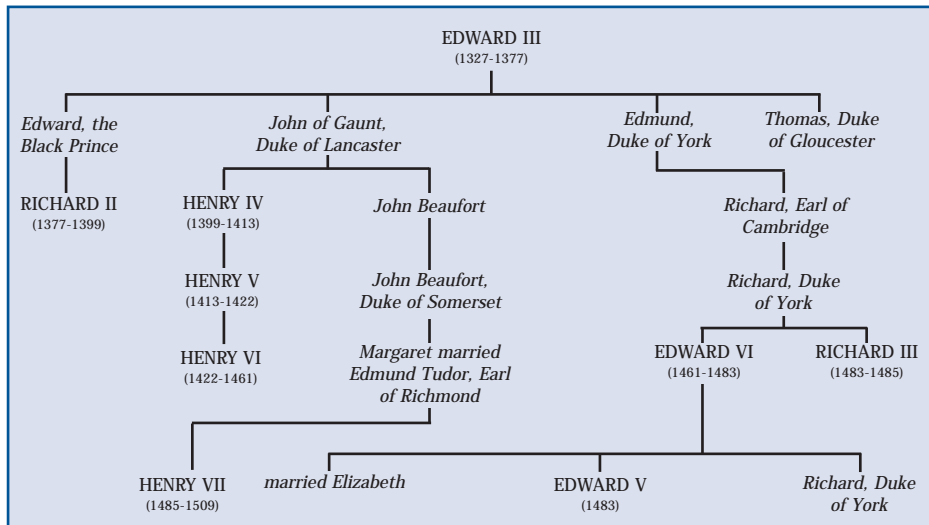 EDWARD III
(1327-1377)
Edward, the
Black Prince
John of Gaunt,
Duke of Lancaster
Edmund,
Duke of York
Thomas, Duke
of Gloucester
RICHARD II
(1377-1399)
HENRY IV
(1399-1413)
John Beaufort
Richard, Earl of
Cambridge
HENRY V
(1413-1422)
John Beaufort,
Duke of Somerset
Richard, Duke
of York
HENRY VI
(1422-1461)
Margaret married
Edmund Tudor, Earl
of Richmond
EDWARD VI
(1461-1483)
RICHARD III
(1483-1485)
HENRY VII
(1485-1509)
married Elizabeth
EDWARD V
(1483)
Richard, Duke
of York